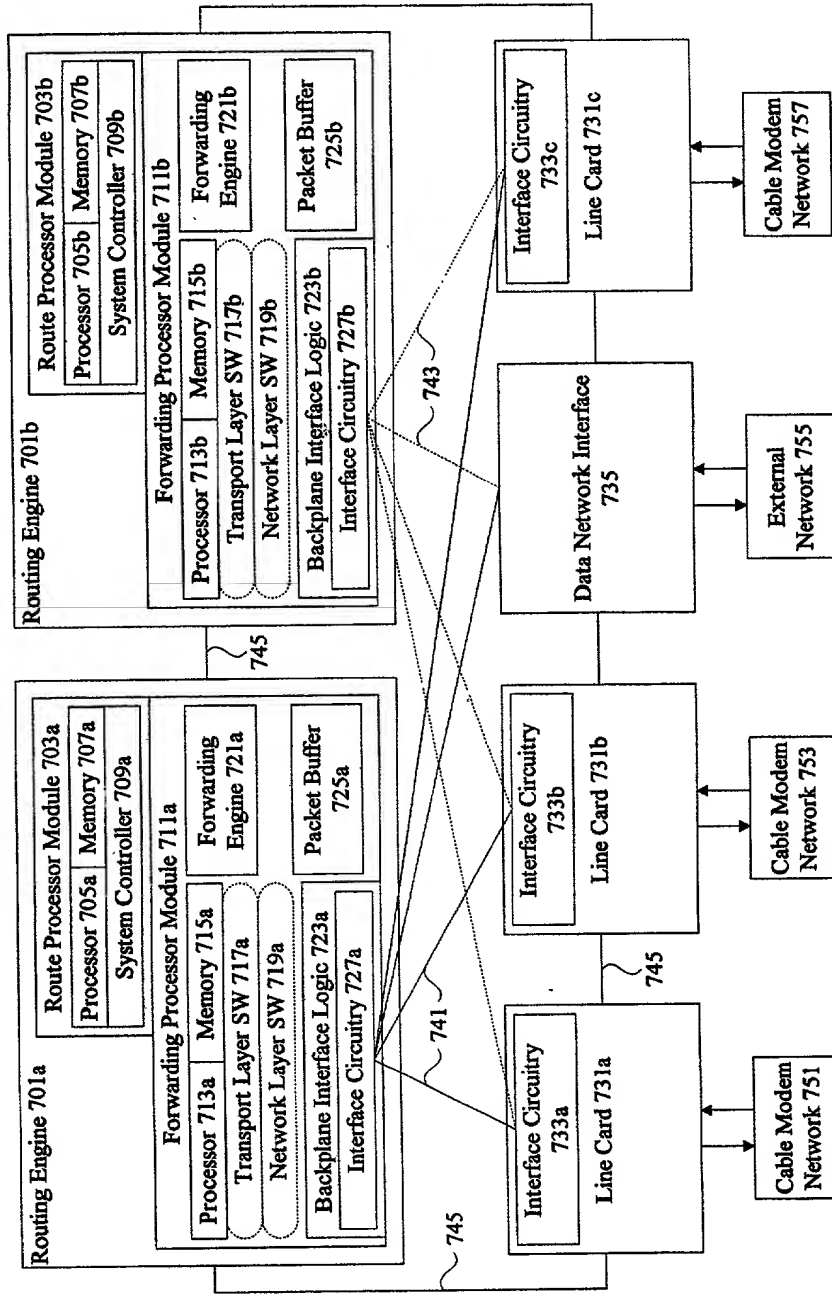 Routing Engine 701a
Route Processor Module 703a
Processor 705a
Memory 707a
System Controller 709a
Forwarding Processor Module 711a
Processor 713a
Memory 715a
Transport Layer SW 717a
Network Layer SW 719a
Forwarding
Engine 721a
Backplane Interface Logic 723a
Interface Circuitry 727a
Packet Buffer
725a
745
Routing Engine 701b
Route Processor Module 703b
Processor 705b
Memory 707b
System Controller 709b
Forwarding Processor Module 711b
Processor 713b
Memory 715b
Transport Layer SW 717b
Network Layer SW 719b
Forwarding
Engine 721b
Backplane Interface Logic 723b
Interface Circuitry 727b
Packet Buffer
725b
741
743
745
Interface Circuitry
733a
Line Card 731a
745
Interface Circuitry
733b
Line Card 731b
Data Network Interface
735
Interface Circuitry
733c
Line Card 731c
Cable Modem
Network 751
Cable Modem
Network 753
External
Network 755
Cable Modem
Network 757